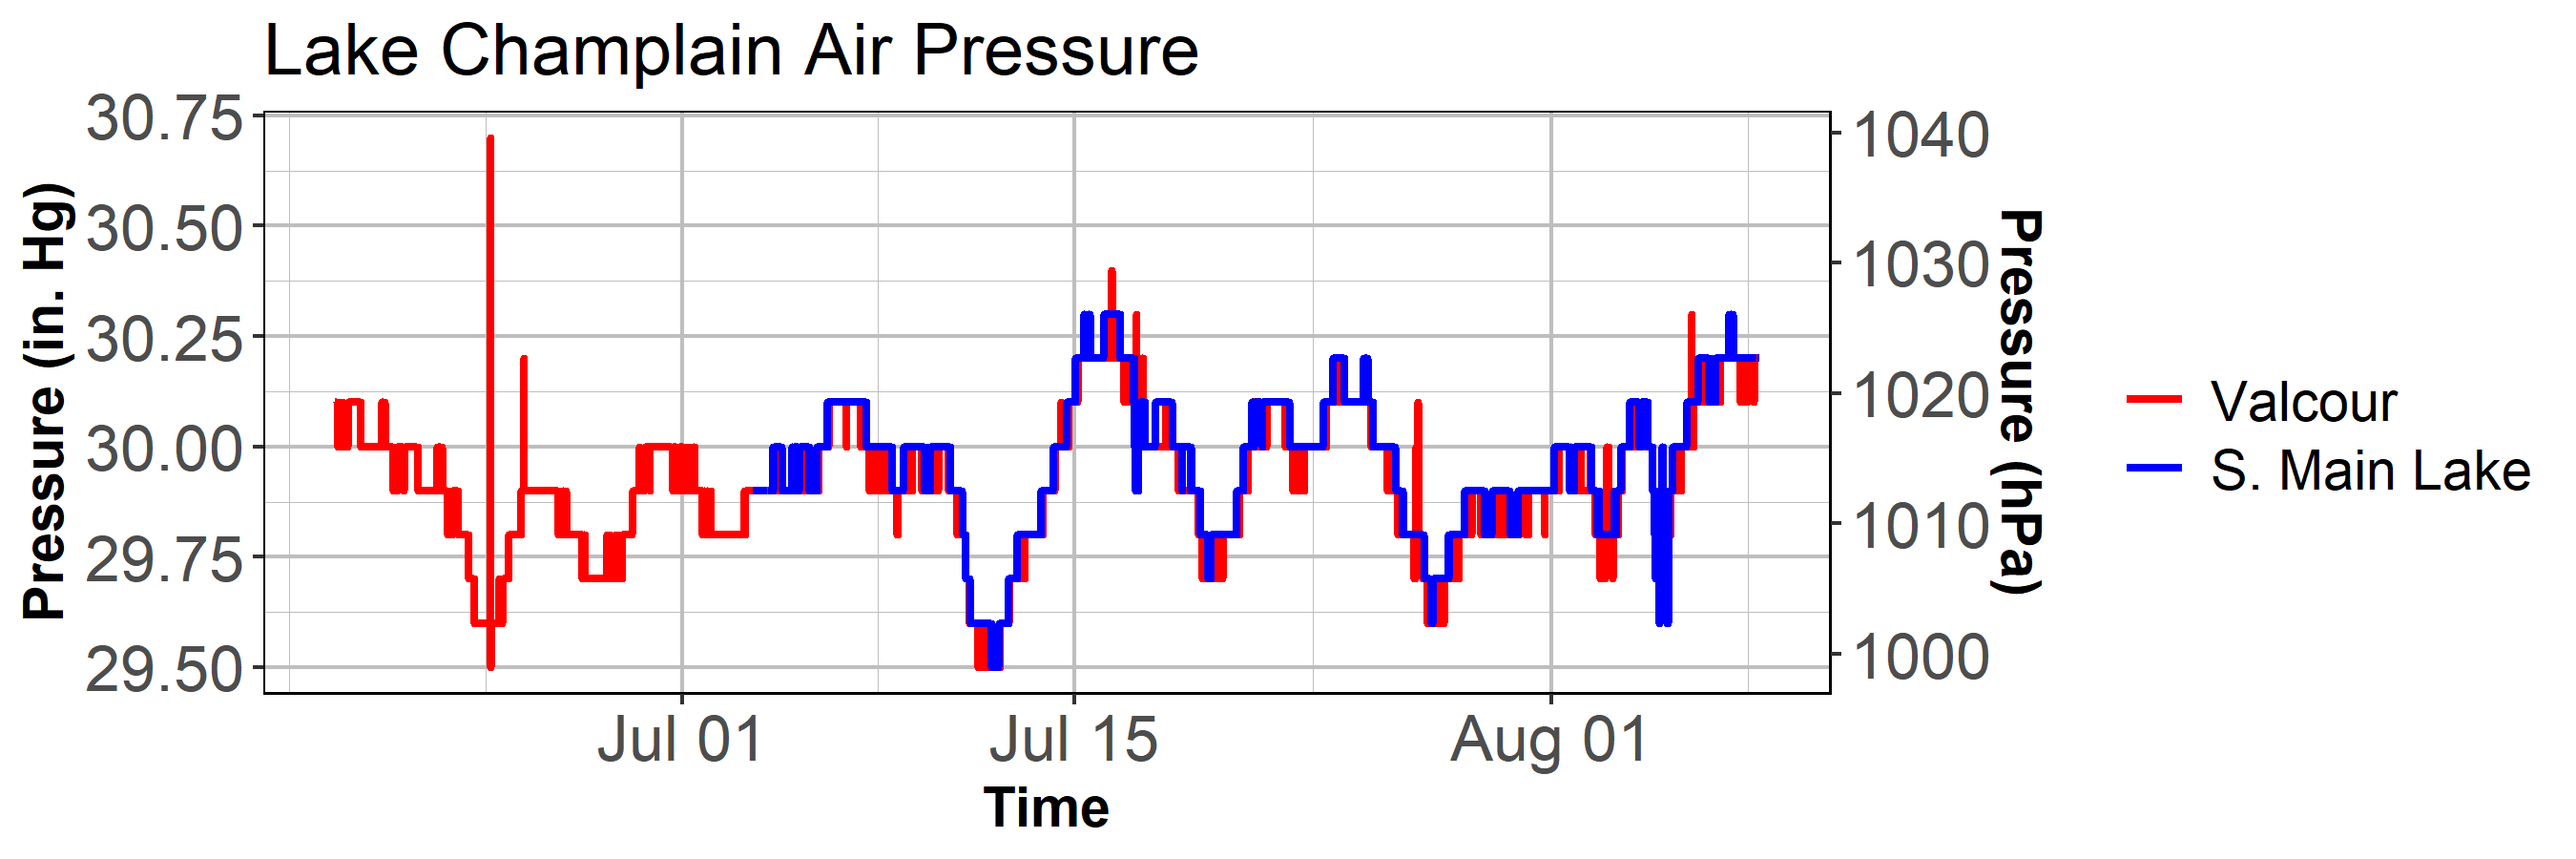 Lake Champlain Air Pressure
Pressure (in. Hg)
30.75
30.50
30.25
30.00
29.75
29.50
1040
1030
1020
1010
1000
Pressure (hPa)
Jul 01 Jul 15 Aug 01
Time
Valcour
S. Main Lake